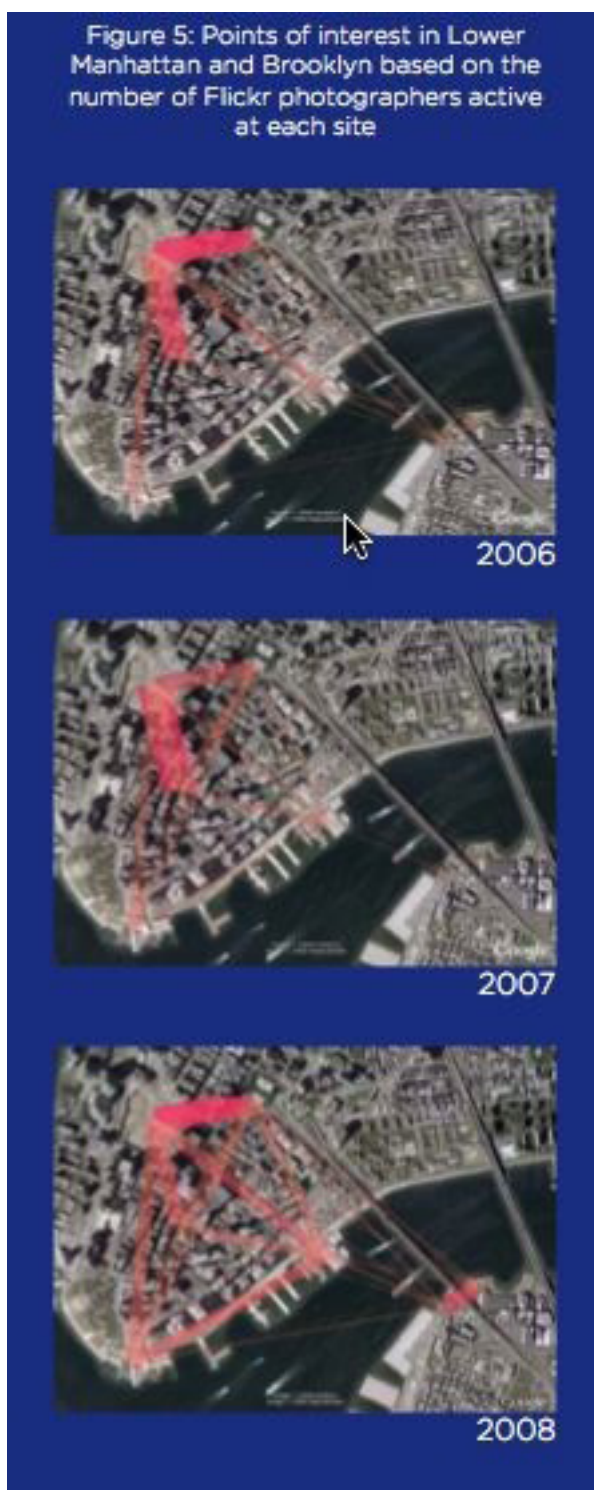 Figure 5: Points of interest in Lower
Manhattan and Brooklyn based on the
number of Flickr photographers active
at each site
2006
2007
2008